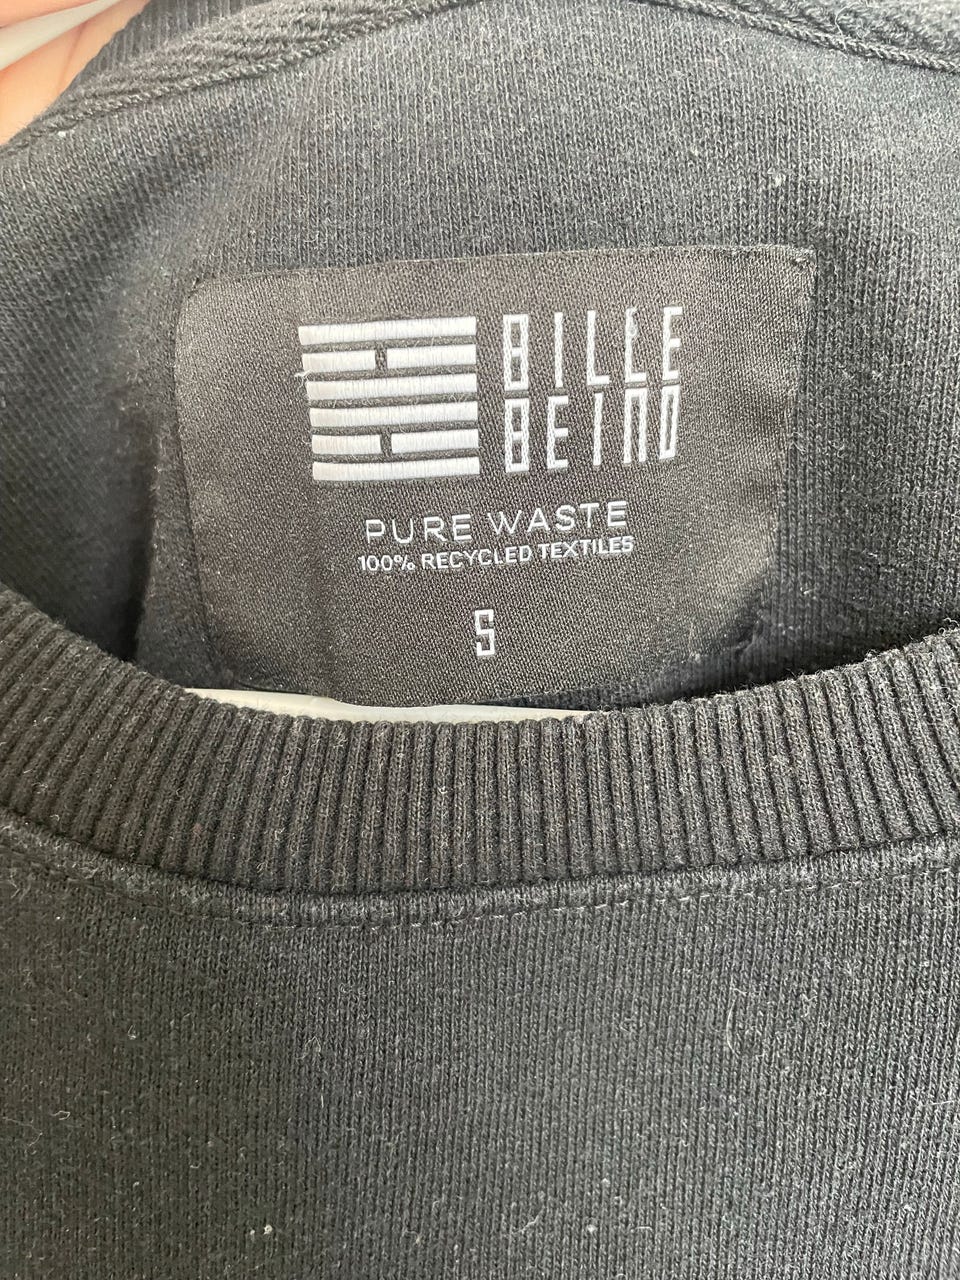 BILLE
BEINO
PURE WASTE
100% RECYCLED TEXTILES
S